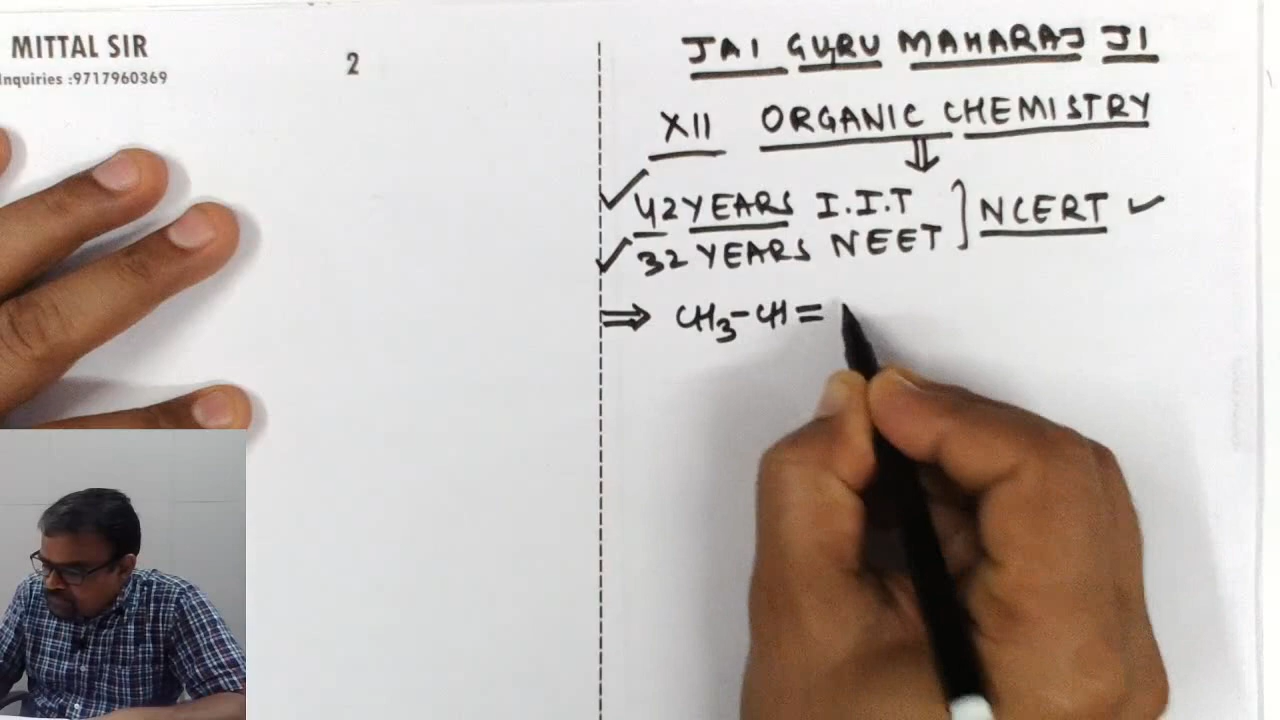 MITTAL SIR
Inquiries :9717960369
2
JAI GURU MAHARAJ JI
XII ORGANIC CHEMISTRY
⇓
✓ 42 YEARS I.I.T
✓ 32 YEARS NEET ] NCERT ✓
⇒ CH3-CH=